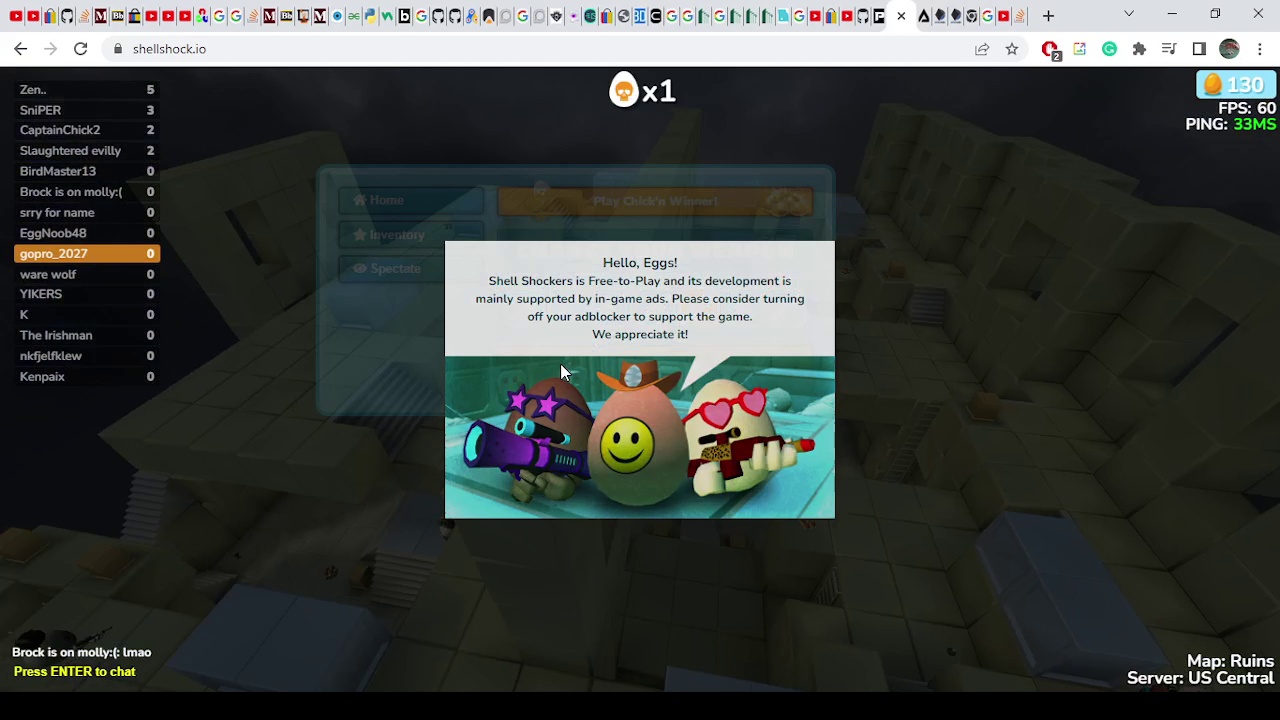 shellshock.io
2
Zen.. 5
SniPER 3
CaptainChick2 2
Slaughtered evilly 2
BirdMaster13 0
Brock is on molly:( 0
srry for name 0
EggNoob48 0
gopro_2027 0
ware wolf 0
YIKERS 0
K 0
The Irishman 0
nkfjelfklew 0
Kenpaix 0
x1
130
FPS: 60
PING: 33MS
Home
Play Chick'n Winner!
Inventory
Spectate
Hello, Eggs!
Shell Shockers is Free-to-Play and its development is
mainly supported by in-game ads. Please consider turning
off your adblocker to support the game.
We appreciate it!
Brock is on molly:(: lmao
Press ENTER to chat
Map: Ruins
Server: US Central